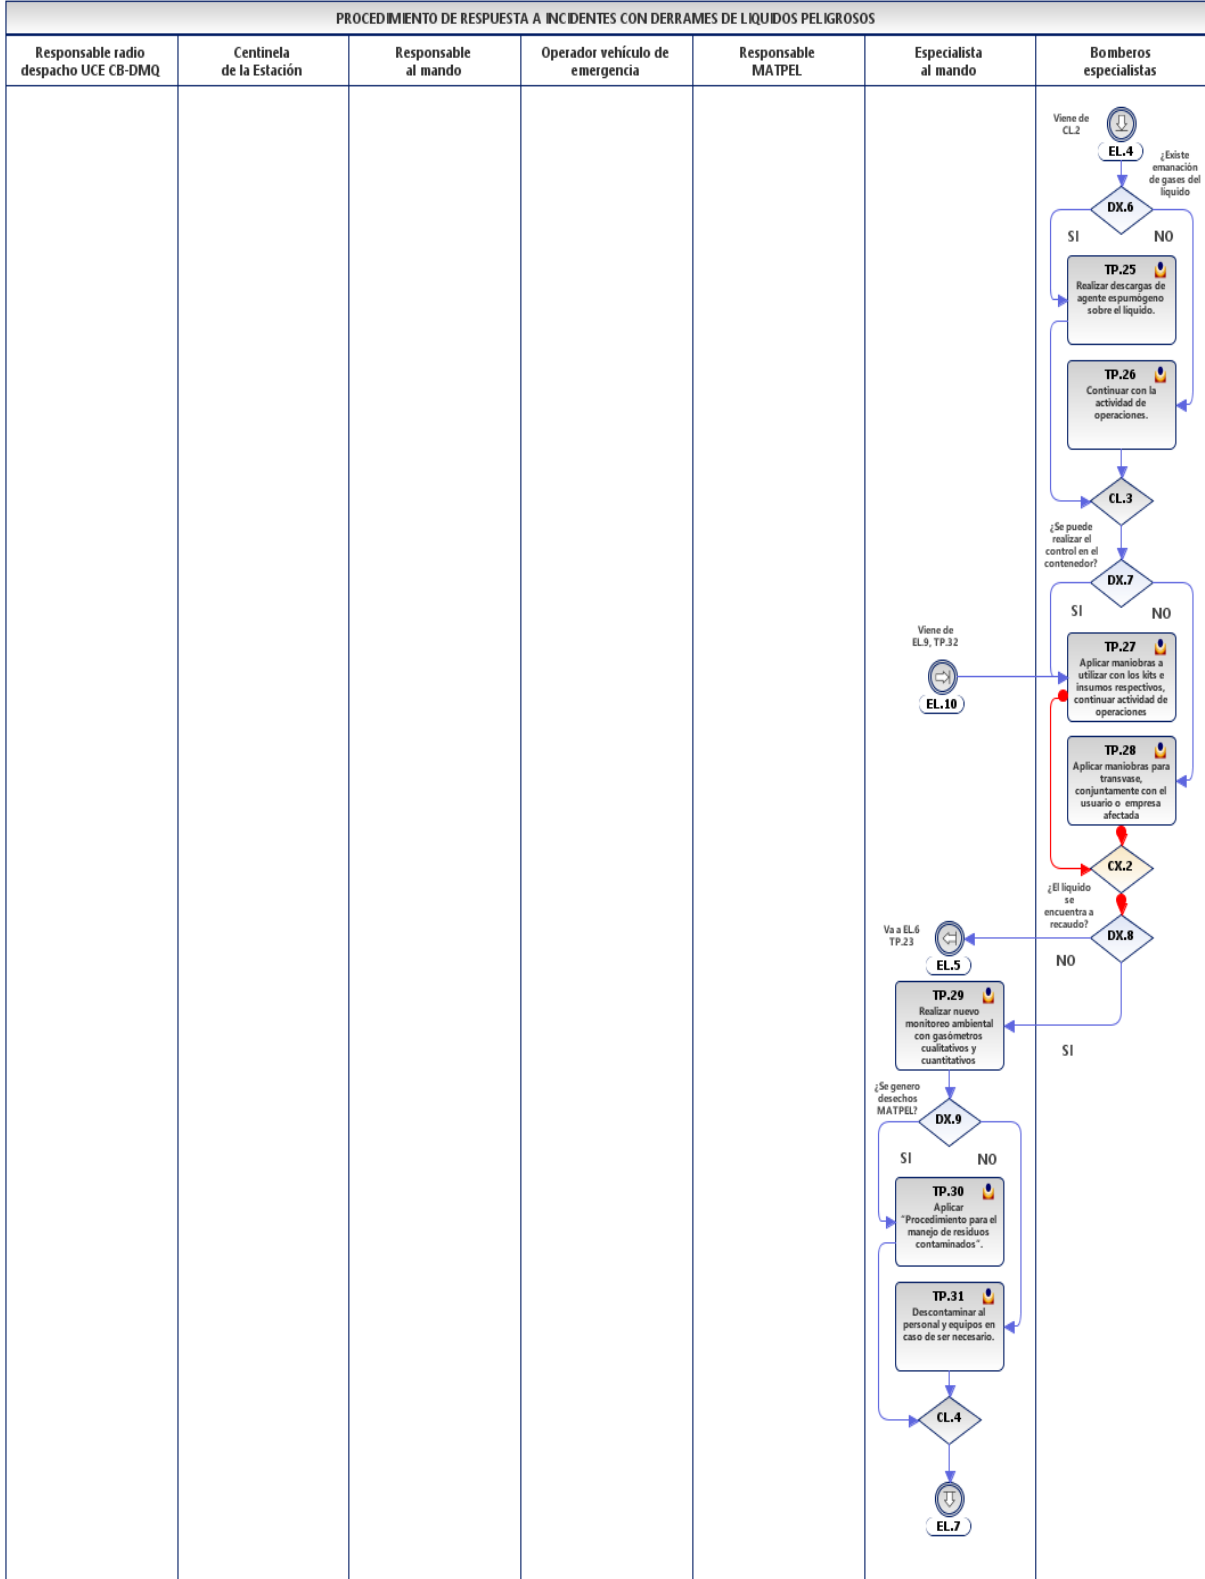 PROCEDIMIENTO DE RESPUESTA A INCIDENTES CON DERRAMES DE LIQUIDOS PELIGROSOS
Responsable radio
despacho UCE CB-DMQ
Centinela
de la Estación
Responsable
al mando
Operador vehículo de
emergencia
Responsable
MATPEL
Especialista
al mando
Bomberos
especialistas
Viene de
CL.2
EL.4
¿Existe
emanación
de gases del
líquido
DX.6
SI
NO
TP.25
Realizar descargas de
agente espumógeno
sobre el líquido.
TP.26
Continuar con la
actividad de
operaciones.
CL.3
¿Se puede
realizar el
control en el
contenedor?
DX.7
SI
NO
Viene de
EL.9, TP.32
EL.10
TP.27
Aplicar maniobras a
utilizar con los kits e
insumos respectivos,
continuar actividad de
operaciones
TP.28
Aplicar maniobras para
transvase,
conjuntamente con el
usuario o empresa
afectada
CX.2
¿El líquido
se
encuentra a
recaudo?
DX.8
NO
SI
Va a EL.6
TP.23
EL.5
TP.29
Realizar nuevo
monitoreo ambiental
con gasómetros
cualitativos y
cuantitativos
¿Se genero
desechos
MATPEL?
DX.9
SI
NO
TP.30
Aplicar
"Procedimiento para el
manejo de residuos
contaminados".
TP.31
Descontaminar al
personal y equipos en
caso de ser necesario.
CL.4
EL.7